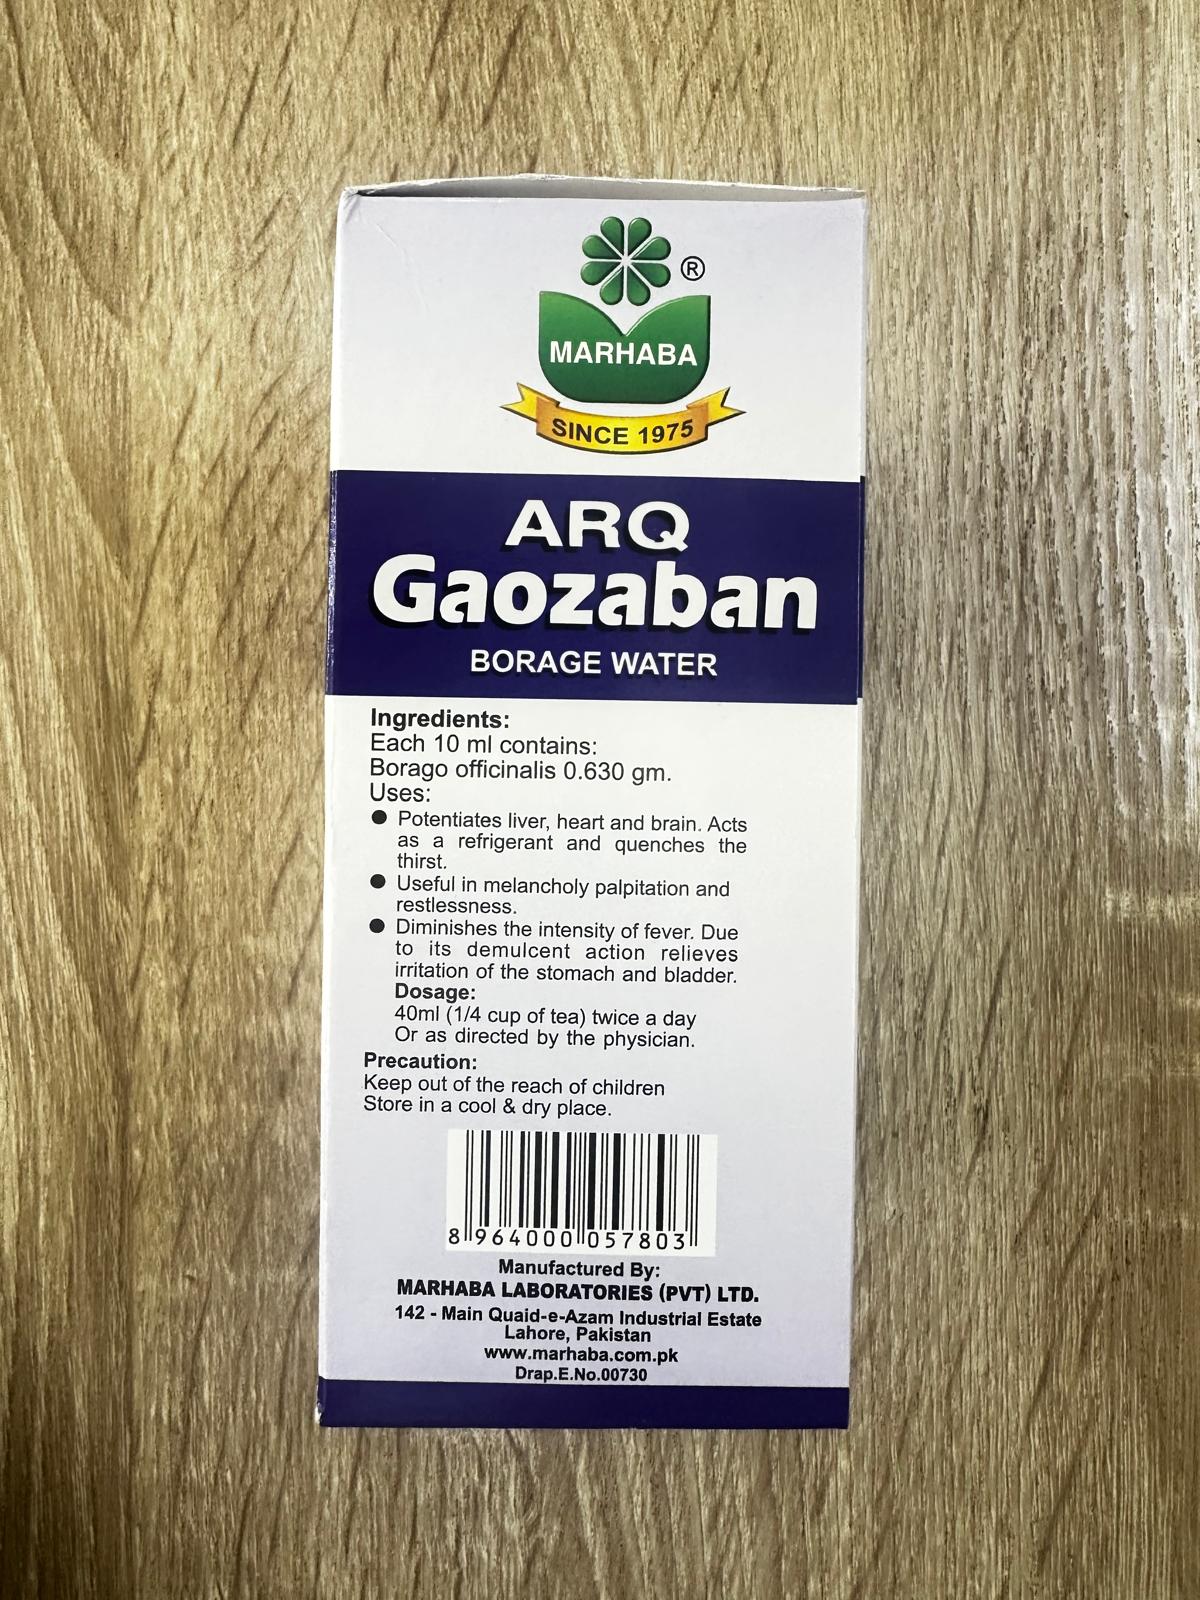 ®
MARHABA
SINCE 1975
ARQ
Gaozaban
BORAGE WATER
Ingredients:
Each 10 ml contains:
Borago officinalis 0.630 gm.
Uses:
● Potentiates liver, heart and brain. Acts
as a refrigerant and quenches the
thirst.
● Useful in melancholy palpitation and
restlessness.
● Diminishes the intensity of fever. Due
to its demulcent action relieves
irritation of the stomach and bladder.
Dosage:
40ml (1/4 cup of tea) twice a day
Or as directed by the physician.
Precaution:
Keep out of the reach of children
Store in a cool & dry place.
8 964000 057803
Manufactured By:
MARHABA LABORATORIES (PVT) LTD.
142 - Main Quaid-e-Azam Industrial Estate
Lahore, Pakistan
www.marhaba.com.pk
Drap.E.No.00730